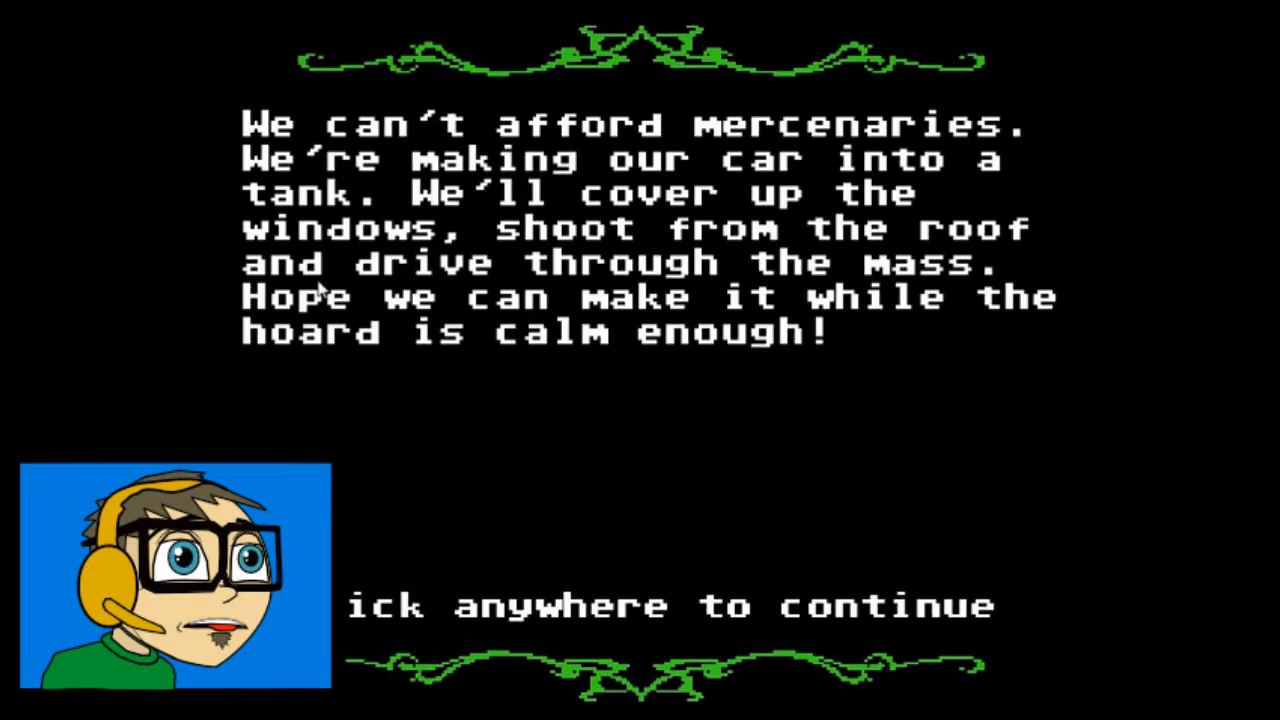 We can't afford mercenaries.
We're making our car into a
tank. We'll cover up the
windows, shoot from the roof
and drive through the mass.
Hope we can make it while the
hoard is calm enough!
ick anywhere to continue